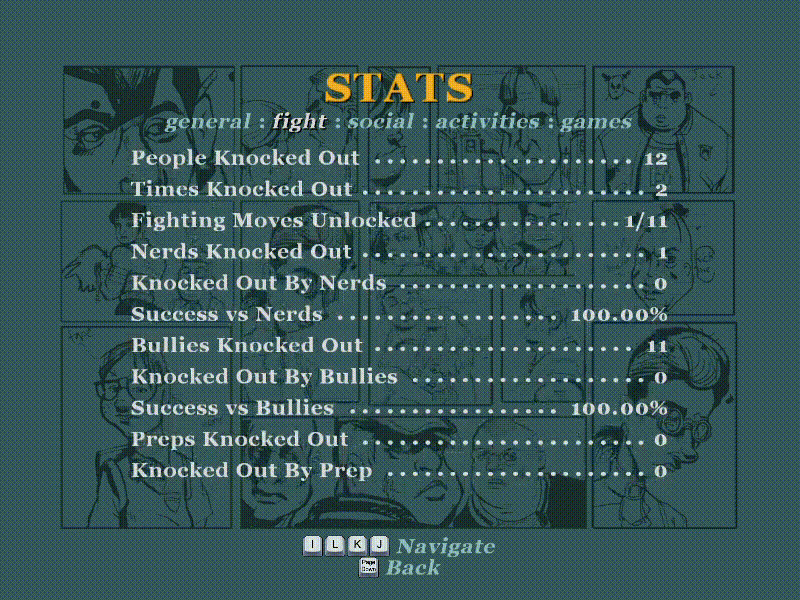 STATS
general : fight : social : activities : games
People Knocked Out ..................... 12
Times Knocked Out ....................... 2
Fighting Moves Unlocked ................ 1/11
Nerds Knocked Out ....................... 1
Knocked Out By Nerds .................... 0
Success vs Nerds .................. 100.00%
Bullies Knocked Out ..................... 11
Knocked Out By Bullies ................... 0
Success vs Bullies ................. 100.00%
Preps Knocked Out ....................... 0
Knocked Out By Prep ..................... 0
I L K J Navigate
Page Down Back